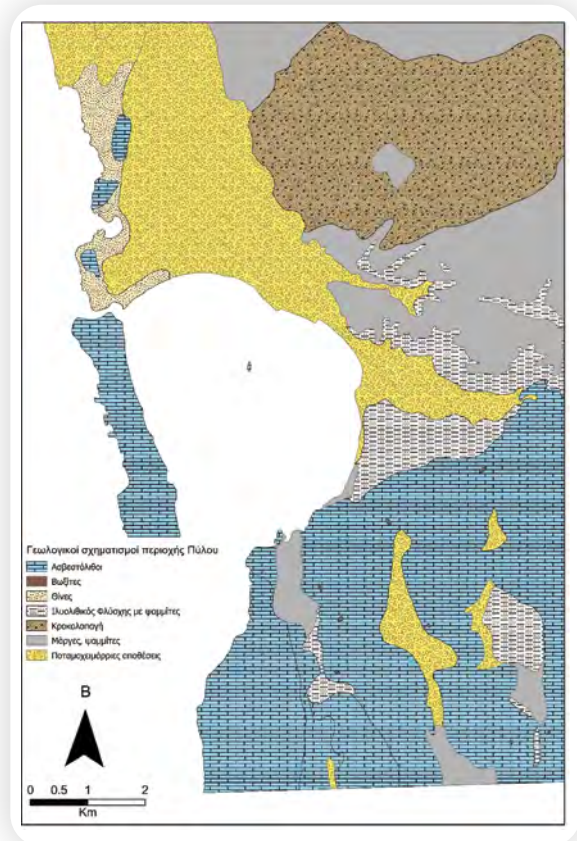 Γεωλογικοί σχηματισμοί περιοχής Πύλου
Ασβεστόλιθοι
Βωξίτες
Θίνες
Ιλυολιθικός Φλύσχης με ψαμμίτες
Κροκαλοπαγή
Μάργες, ψαμμίτες
Ποταμοχειμάρριες αποθέσεις
Β
0 0.5 1 2
Km